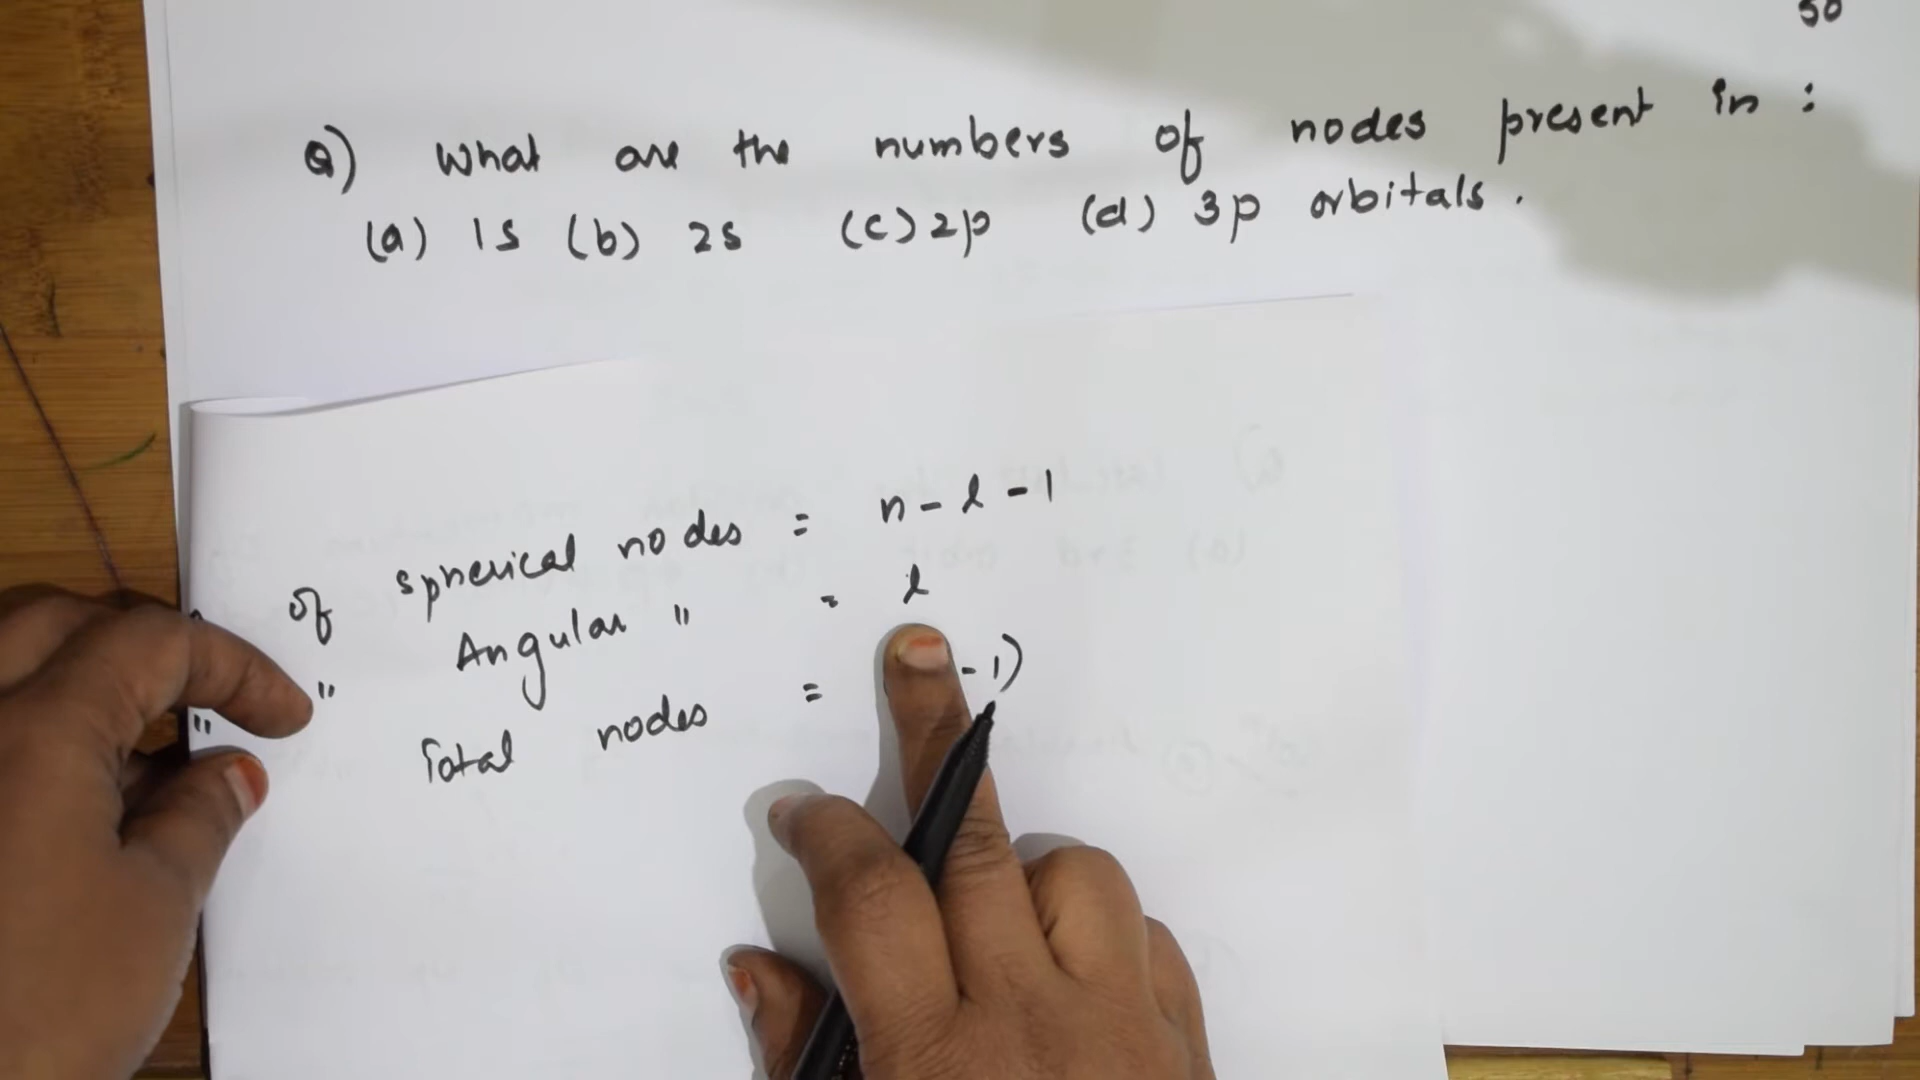 50
Q) What are the numbers of nodes present in :
(a) 1s (b) 2s (c) 2p (d) 3p orbitals.
of spherical nodes = n - l - 1
" " Angular " = l
Total nodes = - 1)